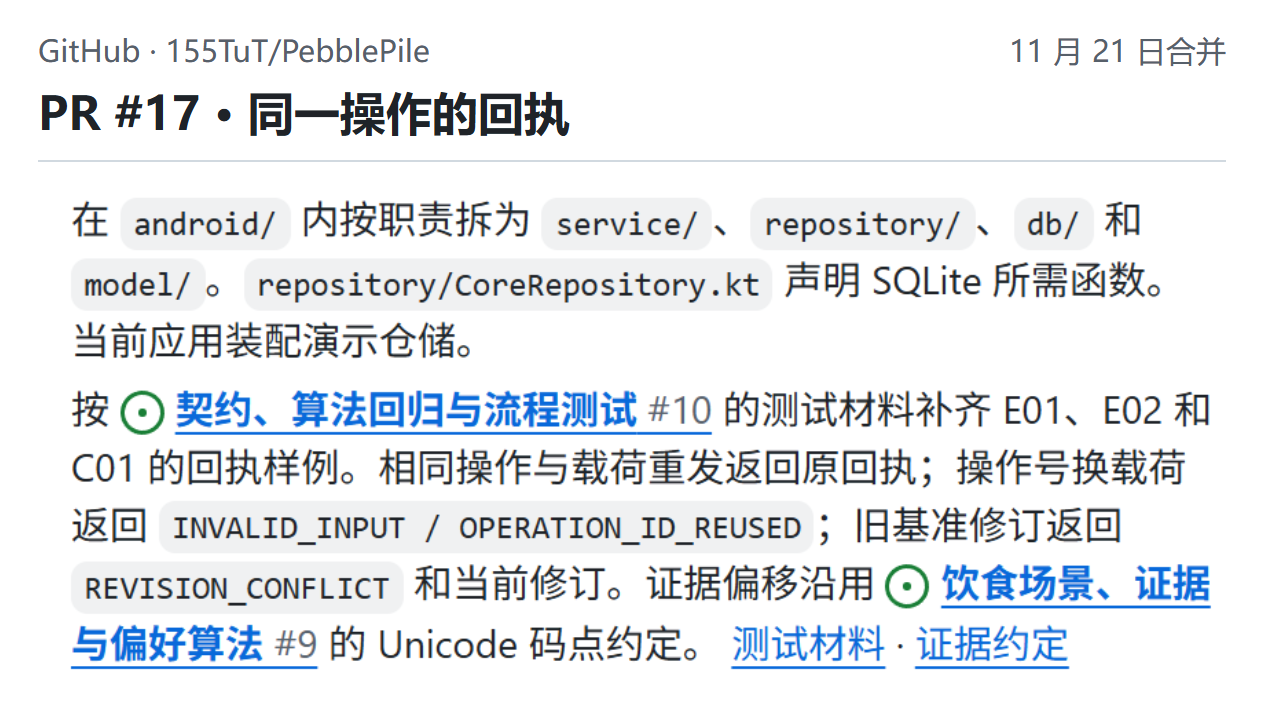 GitHub · 155TuT/PebblePile
11 月 21 日合并
PR #17 • 同一操作的回执
在 android/ 内按职责拆为 service/、repository/、db/ 和
model/。repository/CoreRepository.kt 声明 SQLite 所需函数。
当前应用装配演示仓储。
按 契约、算法回归与流程测试 #10 的测试材料补齐 E01、E02 和
C01 的回执样例。相同操作与载荷重发返回原回执；操作号换载荷
返回 INVALID_INPUT / OPERATION_ID_REUSED；旧基准修订返回
REVISION_CONFLICT 和当前修订。证据偏移沿用 饮食场景、证据
与偏好算法 #9 的 Unicode 码点约定。 测试材料 · 证据约定